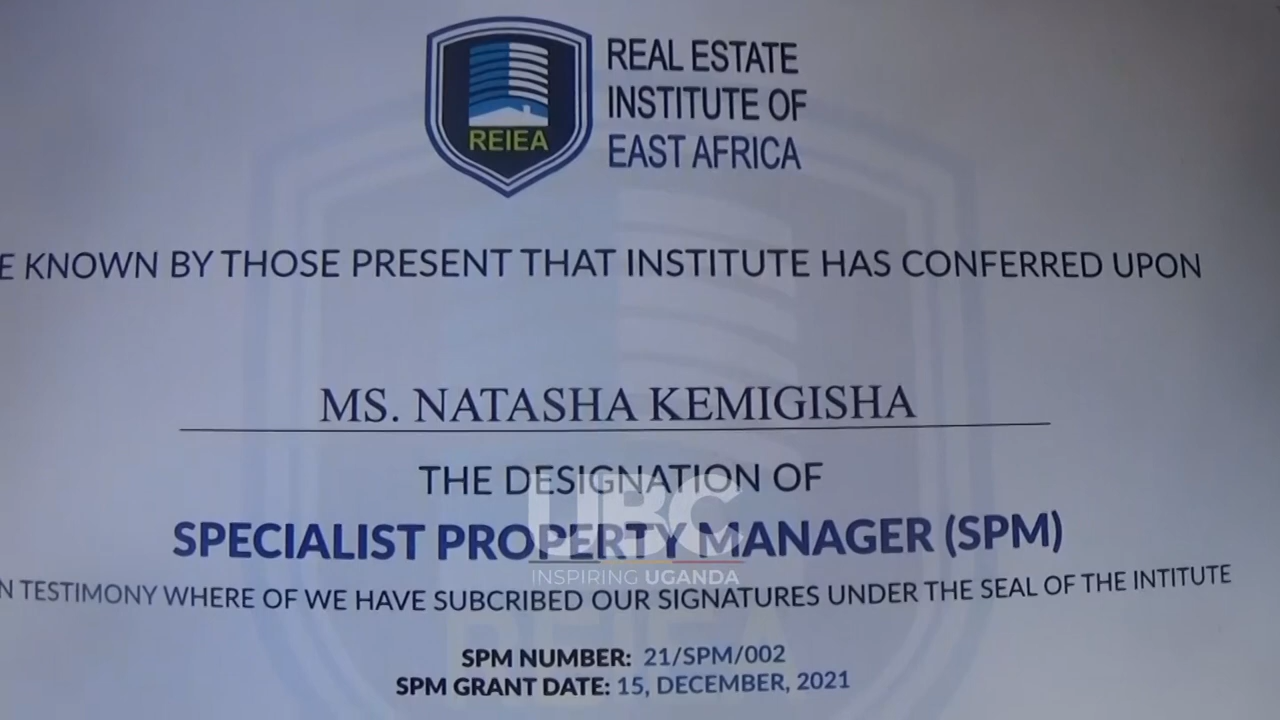 REIEA
REAL ESTATE
INSTITUTE OF
EAST AFRICA
E KNOWN BY THOSE PRESENT THAT INSTITUTE HAS CONFERRED UPON
MS. NATASHA KEMIGISHA
THE DESIGNATION OF
UBC
SPECIALIST PROPERTY MANAGER (SPM)
INSPIRING UGANDA
N TESTIMONY WHERE OF WE HAVE SUBCRIBED OUR SIGNATURES UNDER THE SEAL OF THE INTITUTE
REIEA
SPM NUMBER: 21/SPM/002
SPM GRANT DATE: 15, DECEMBER, 2021